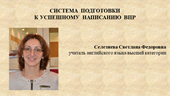 СИСТЕМА ПОДГОТОВКИ
К УСПЕШНОМУ НАПИСАНИЮ ВПР
Селезнева Светлана Федоровна
учитель английского языка высшей категории